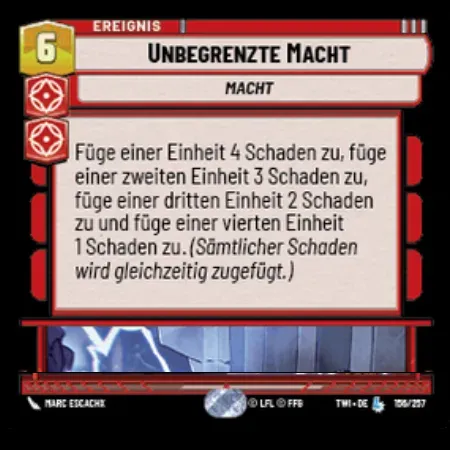 EREIGNIS
6
UNBEGRENZTE MACHT
MACHT
Füge einer Einheit 4 Schaden zu, füge
einer zweiten Einheit 3 Schaden zu,
füge einer dritten Einheit 2 Schaden
zu und füge einer vierten Einheit
1 Schaden zu. (Sämtlicher Schaden
wird gleichzeitig zugefügt.)
MARC ESCACHX © LFL © FFG TWI • DE 156/257